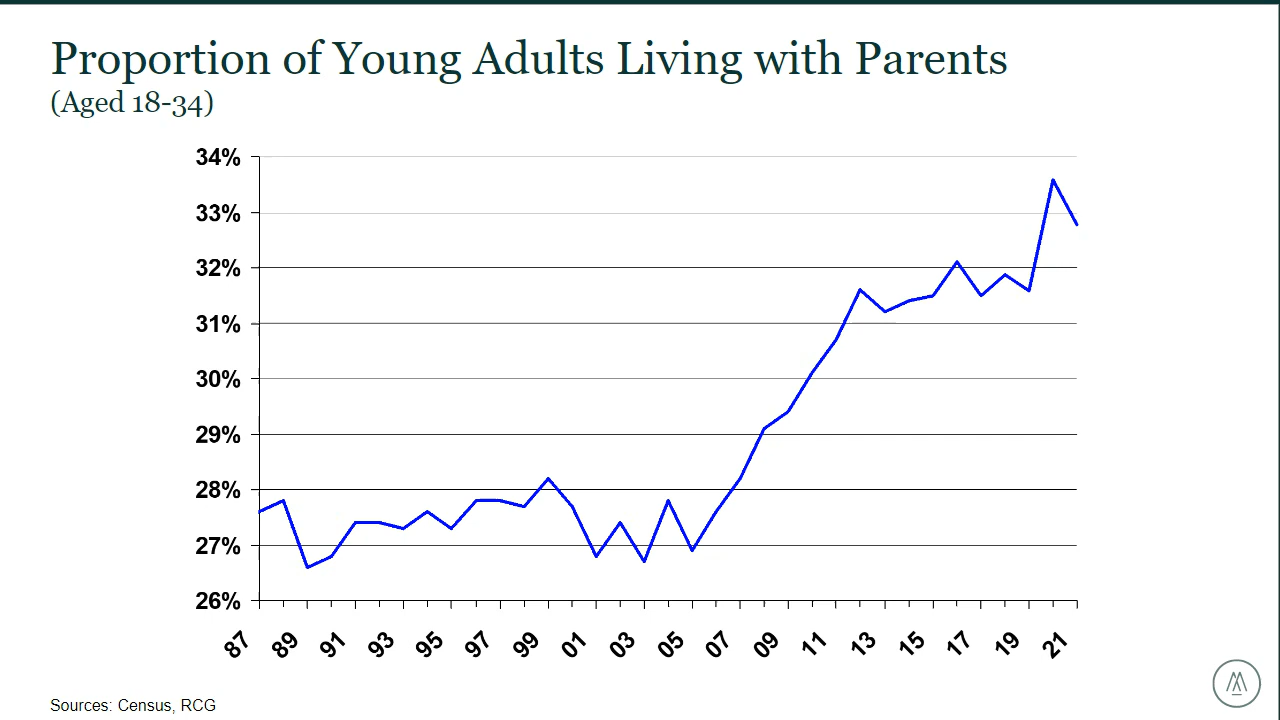 Proportion of Young Adults Living with Parents
(Aged 18-34)
34%
33%
32%
31%
30%
29%
28%
27%
26%
87 89 91 93 95 97 99 01 03 05 07 09 11 13 15 17 19 21
Sources: Census, RCG